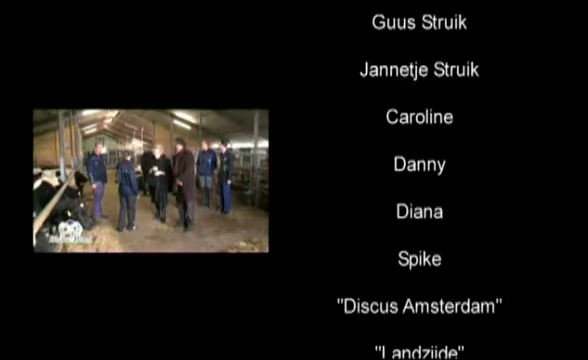 Guus Struik
Jannetje Struik
Caroline
Danny
Diana
Spike
"Discus Amsterdam"
"Landzijde"